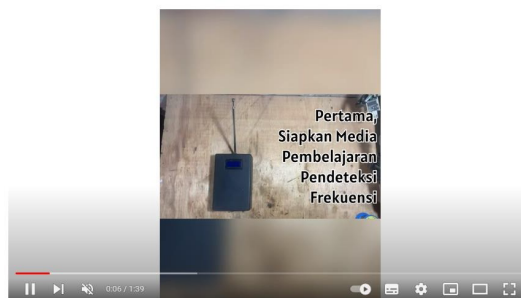 Pertama,
Siapkan Media
Pembelajaran
Pendeteksi
Frekuensi
0:06 / 1:39